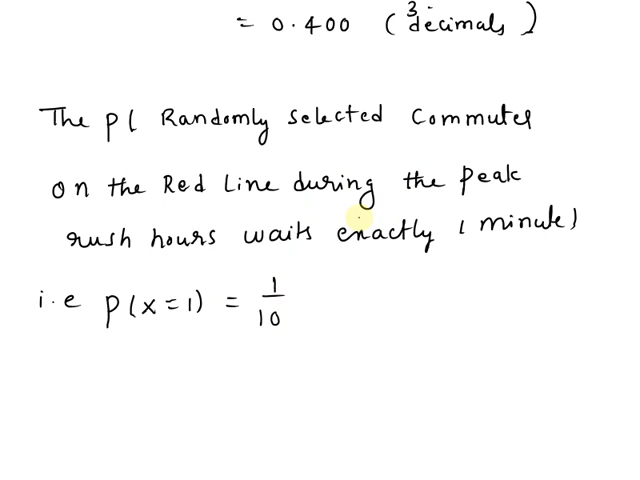 = 0.400 (3 decimals)
The P( Randomly selected commuter
on the Red Line during the peak
rush hours waits exactly 1 minute)
i.e P(x=1) = 1/10